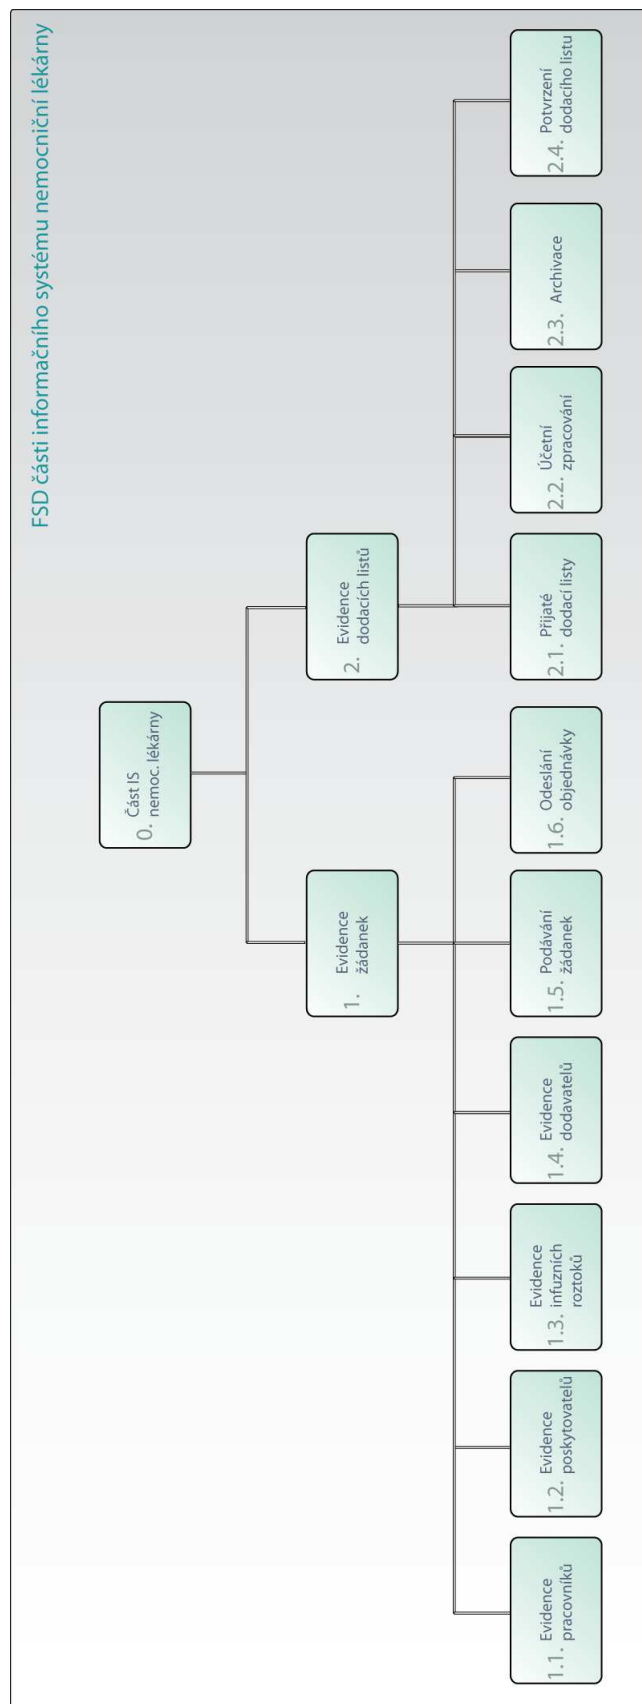 FSD části informačního systému nemocniční lékárny
0. Část IS
nemoc. lékárny
1. Evidence
žádanek
2. Evidence
dodacích listů
1.1. Evidence
pracovníků
1.2. Evidence
poskytovatelů
1.3. Evidence
infuzních
roztoků
1.4. Evidence
dodavatelů
1.5. Podávání
žádanek
1.6. Odeslání
objednávky
2.1. Přijaté
dodací listy
2.2. Účetní
zpracování
2.3. Archivace
2.4. Potvrzení
dodacího listu